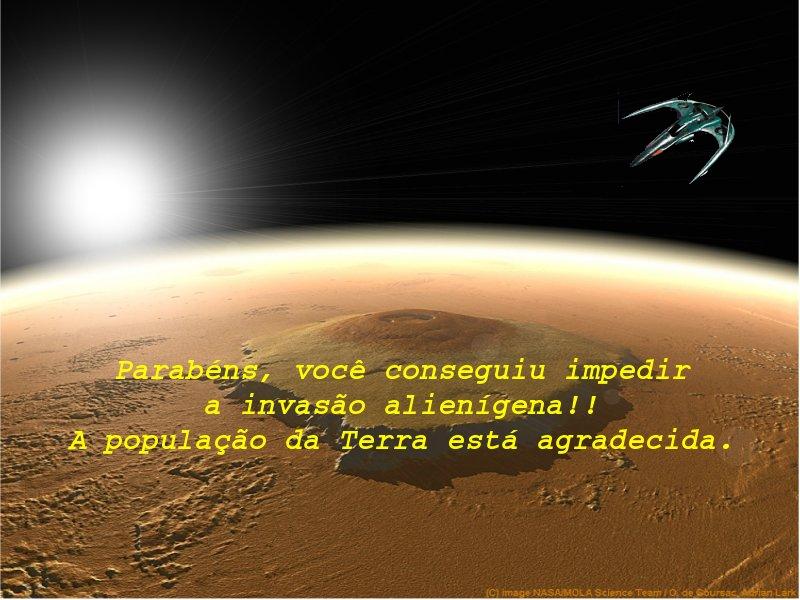 Parabéns, você conseguiu impedir
a invasão alienígena!!
A população da Terra está agradecida.
(C) image NASA/MOLA Science Team / O. de Goursac, Adrian Lark